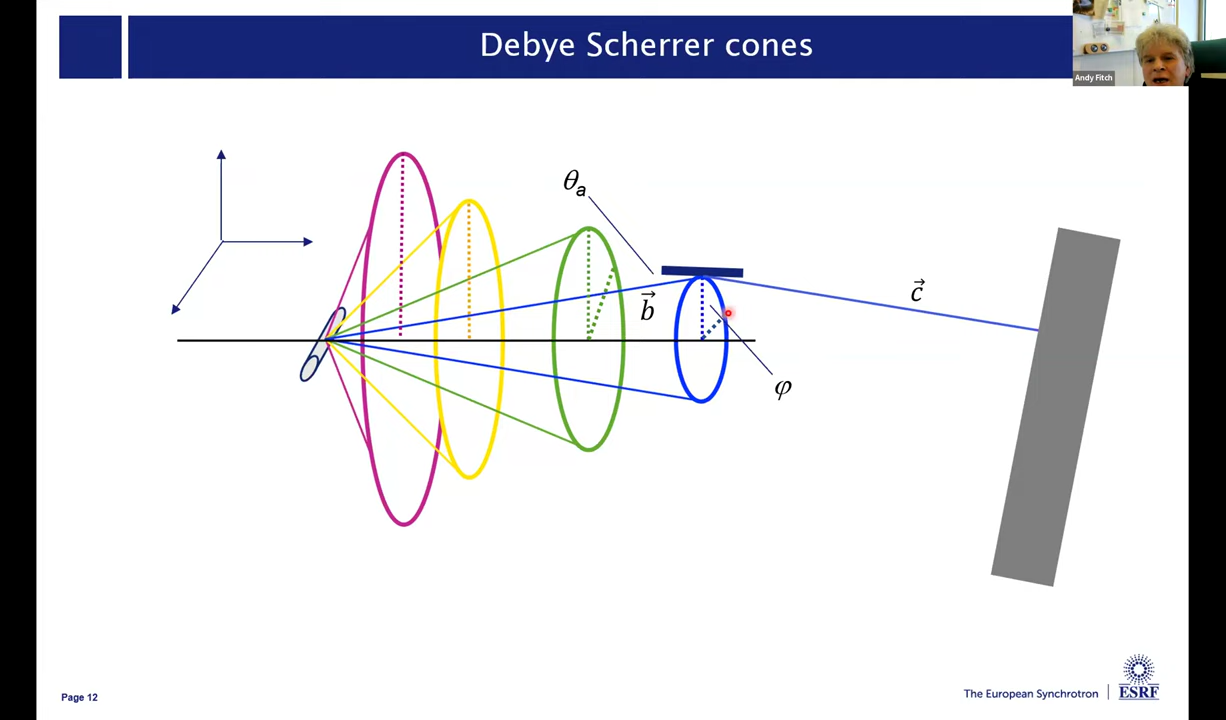 Debye Scherrer cones
Andy Fitch
θa
b⃗
c⃗
φ
Page 12
The European Synchrotron
ESRF